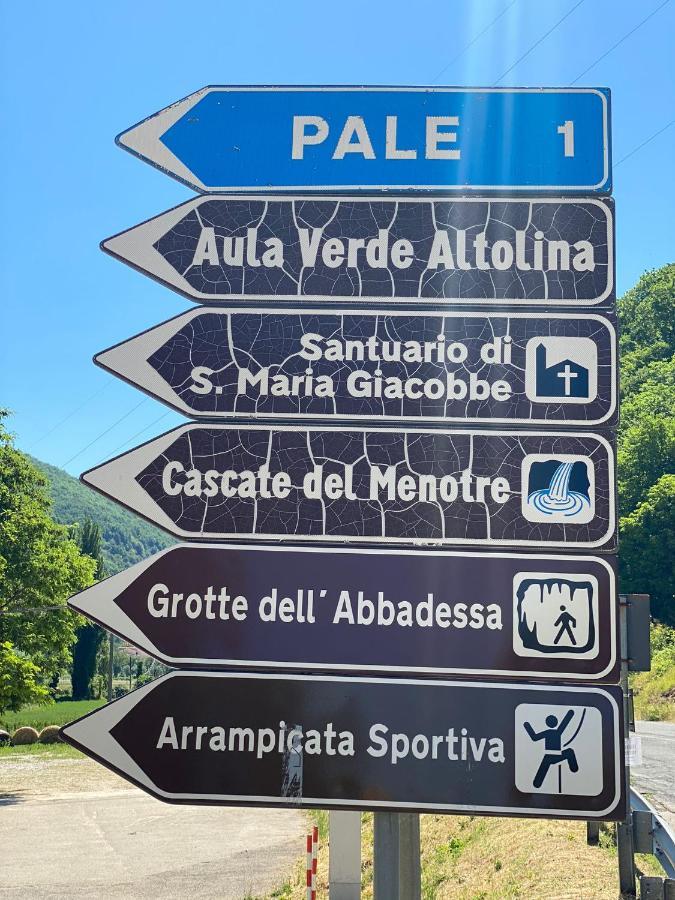 PALE 1
Aula Verde Altolina
Santuario di
S. Maria Giacobbe
Cascate del Menotre
Grotte dell´Abbadessa
Arrampicata Sportiva